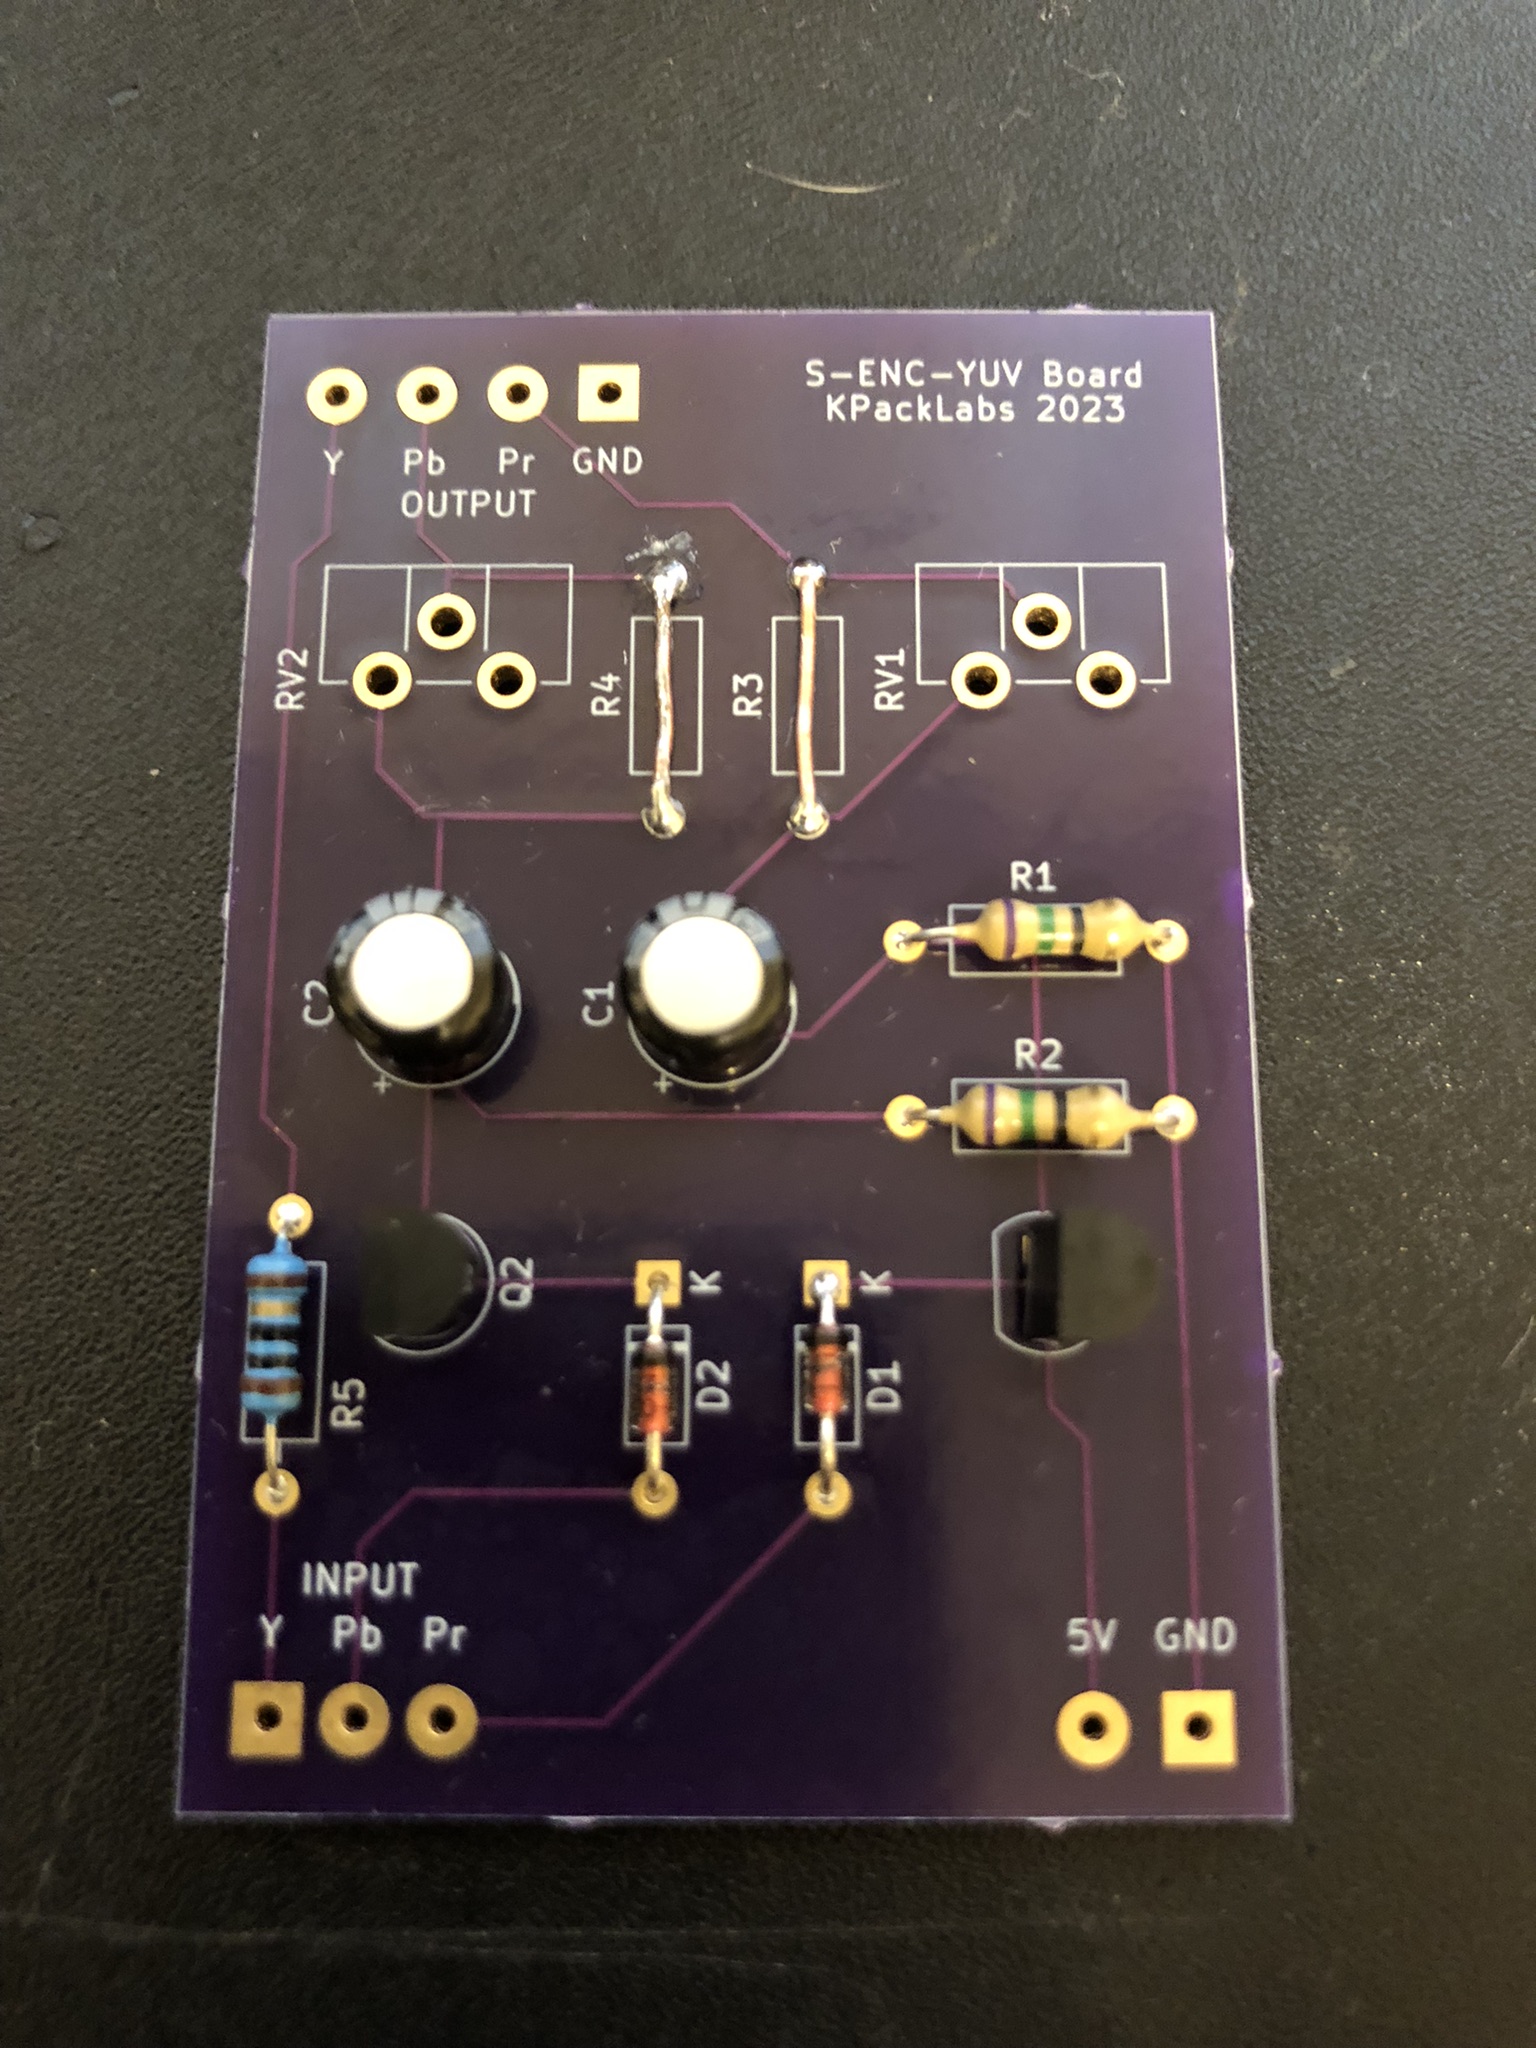 S-ENC-YUV Board
KPackLabs 2023
Y Pb Pr GND
OUTPUT
RV2
R4
R3
RV1
R1
C2
C1
+
+
R2
Q2
K
K
R5
D2
D1
INPUT
Y Pb Pr
5V GND